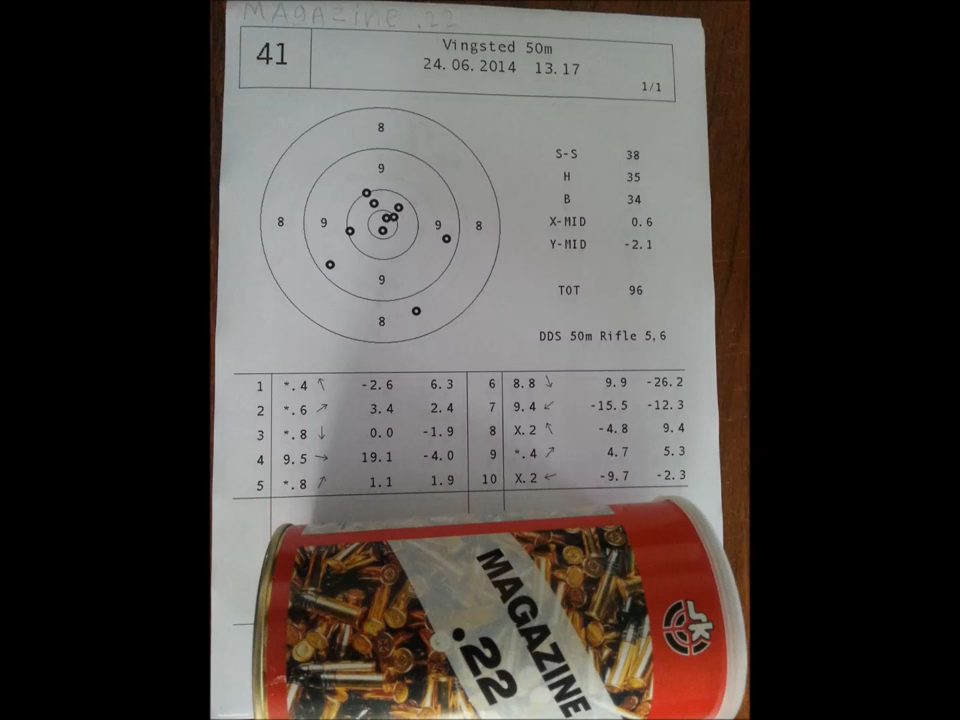 MAGAZINE .22
41
Vingsted 50m
24.06.2014 13.17
1/1
8
9
8 9 9 8
9
8
S-S 38
H 35
B 34
X-MID 0.6
Y-MID -2.1
TOT 96
DDS 50m Rifle 5,6
1 *.4 ↖ -2.6 6.3 6 8.8 ↘ 9.9 -26.2
2 *.6 ↗ 3.4 2.4 7 9.4 ↙ -15.5 -12.3
3 *.8 ↓ 0.0 -1.9 8 X.2 ↖ -4.8 9.4
4 9.5 → 19.1 -4.0 9 *.4 ↗ 4.7 5.3
5 *.8 ↗ 1.1 1.9 10 X.2 ← -9.7 -2.3
MAGAZINE
.22
sk